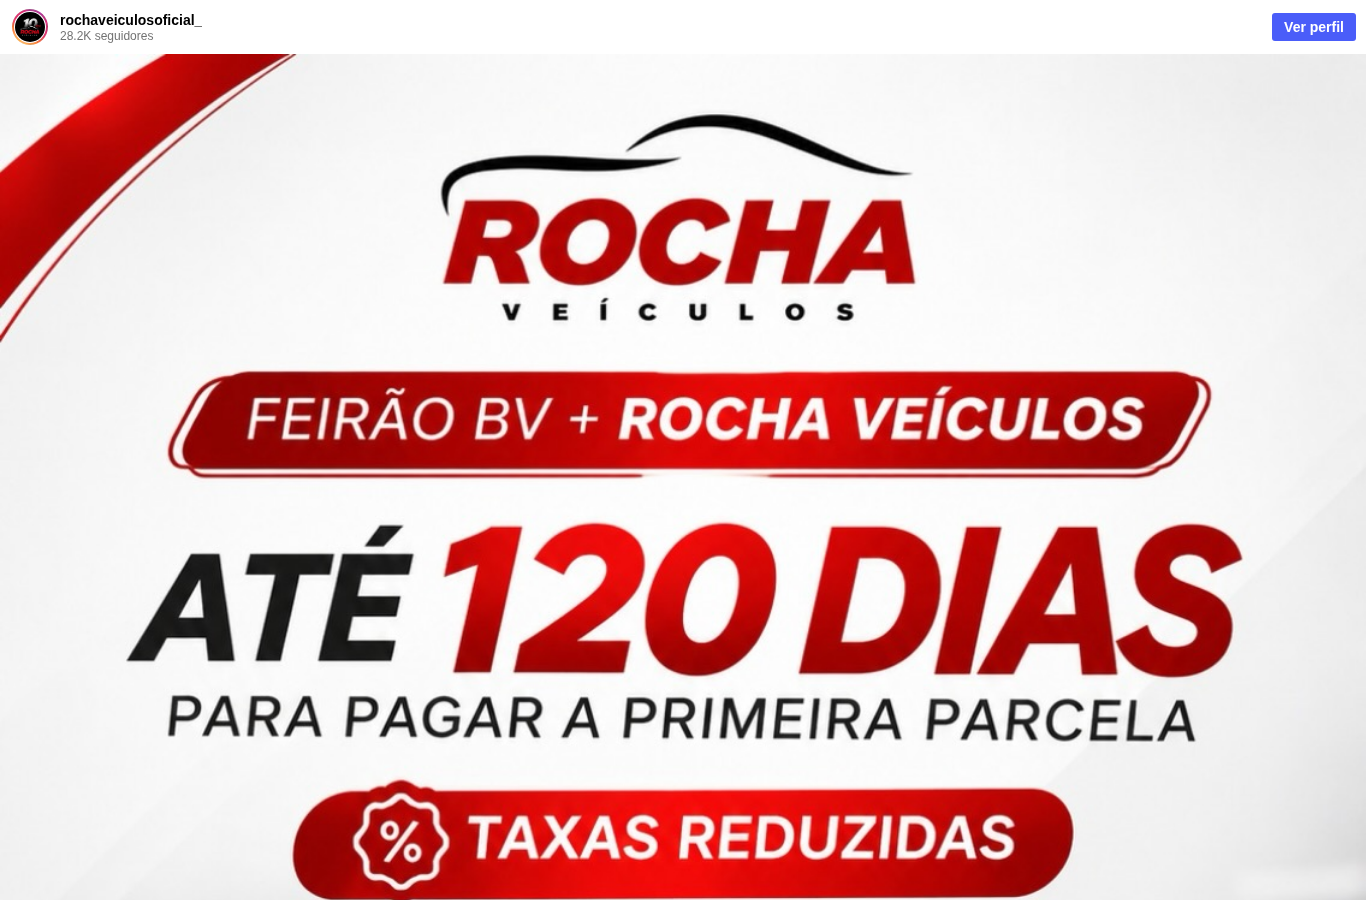 rochaveiculosoficial_
28.2K seguidores
Ver perfil
ROCHA
VEÍCULOS
FEIRÃO BV + ROCHA VEÍCULOS
ATÉ 120 DIAS
PARA PAGAR A PRIMEIRA PARCELA
% TAXAS REDUZIDAS